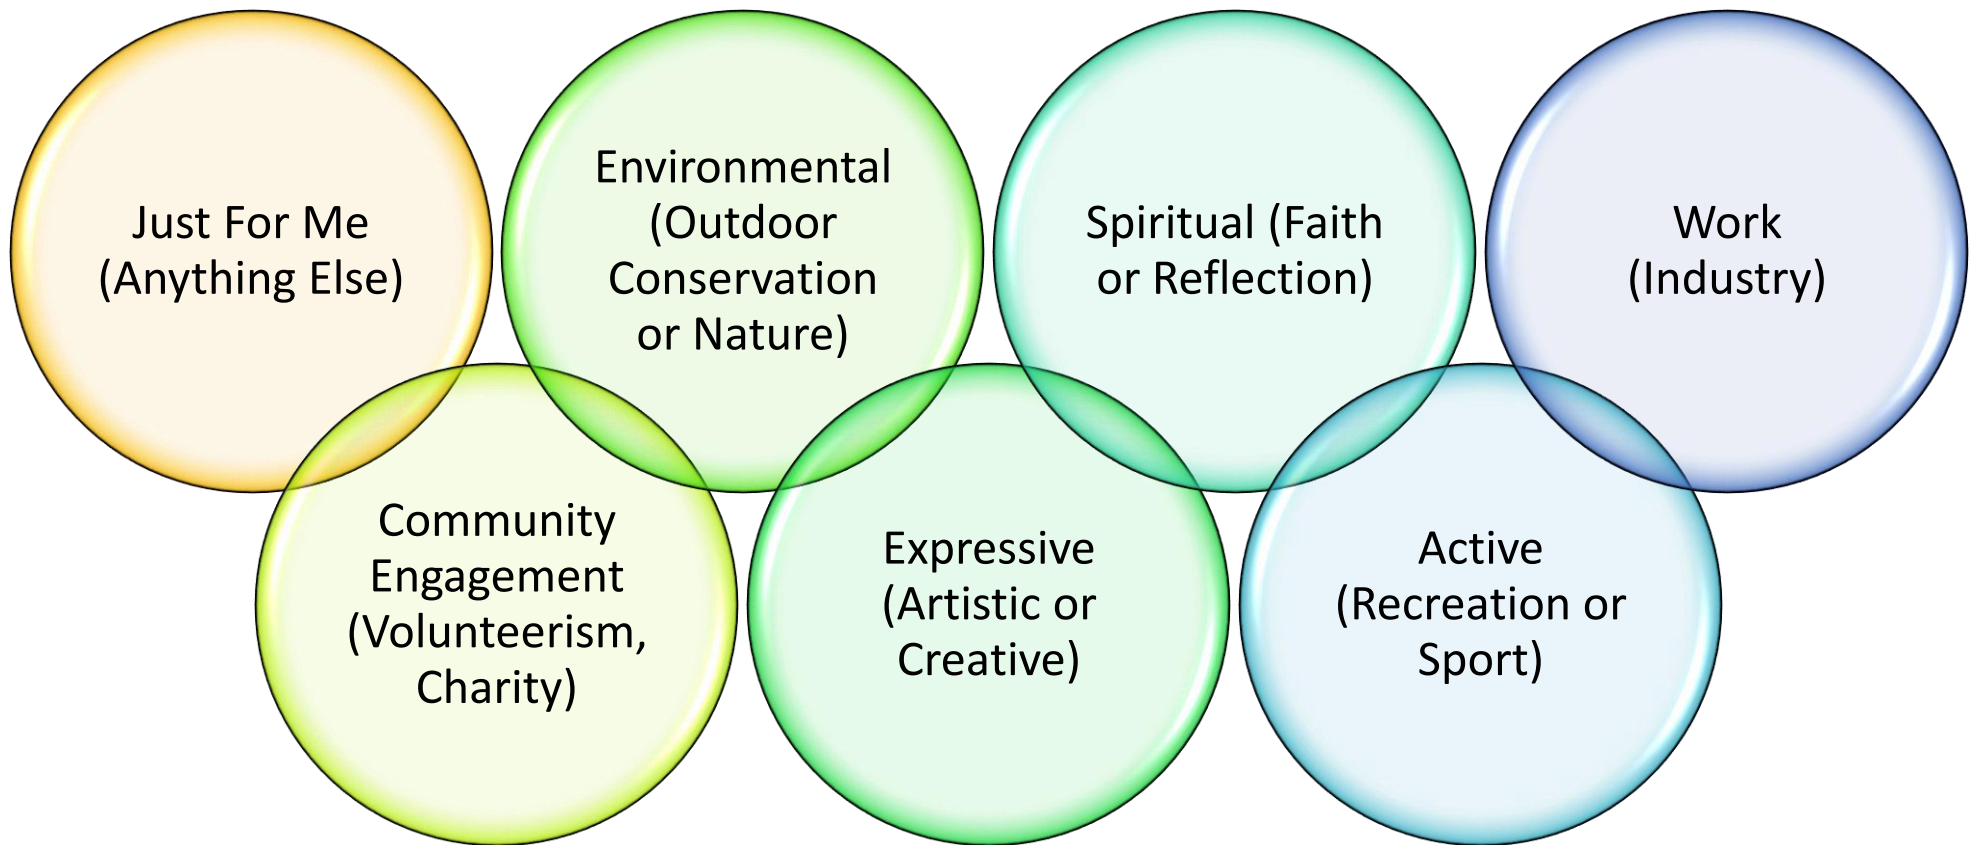 Just For Me
(Anything Else)
Environmental
(Outdoor
Conservation
or Nature)
Spiritual (Faith
or Reflection)
Work
(Industry)
Community
Engagement
(Volunteerism,
Charity)
Expressive
(Artistic or
Creative)
Active
(Recreation or
Sport)